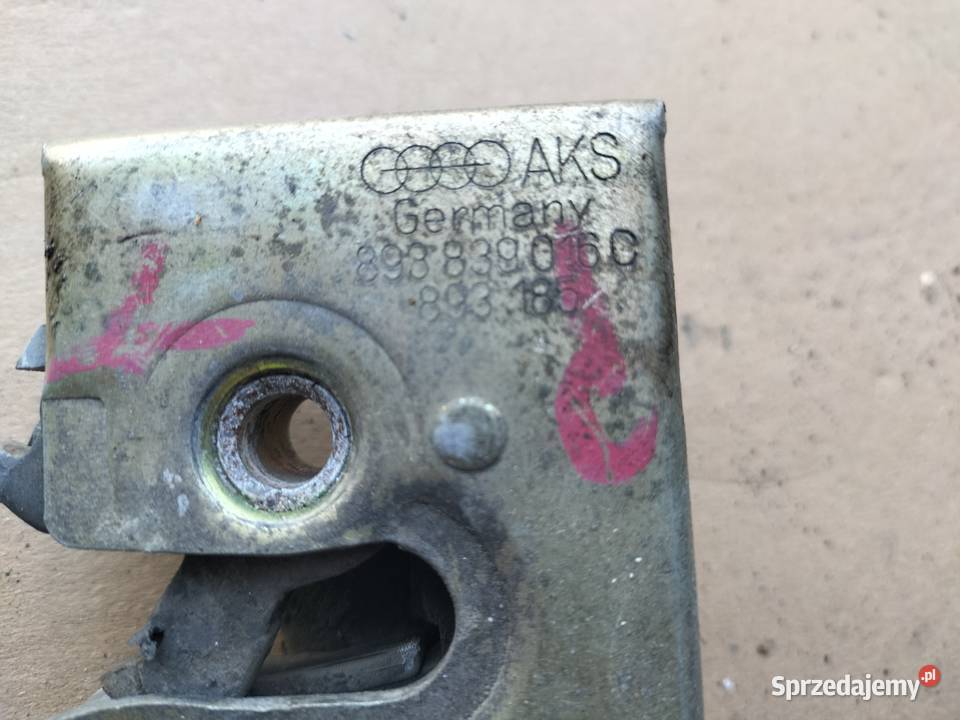 AKS
Germany
893 839 016 C
893 185
Sprzedajemy.pl